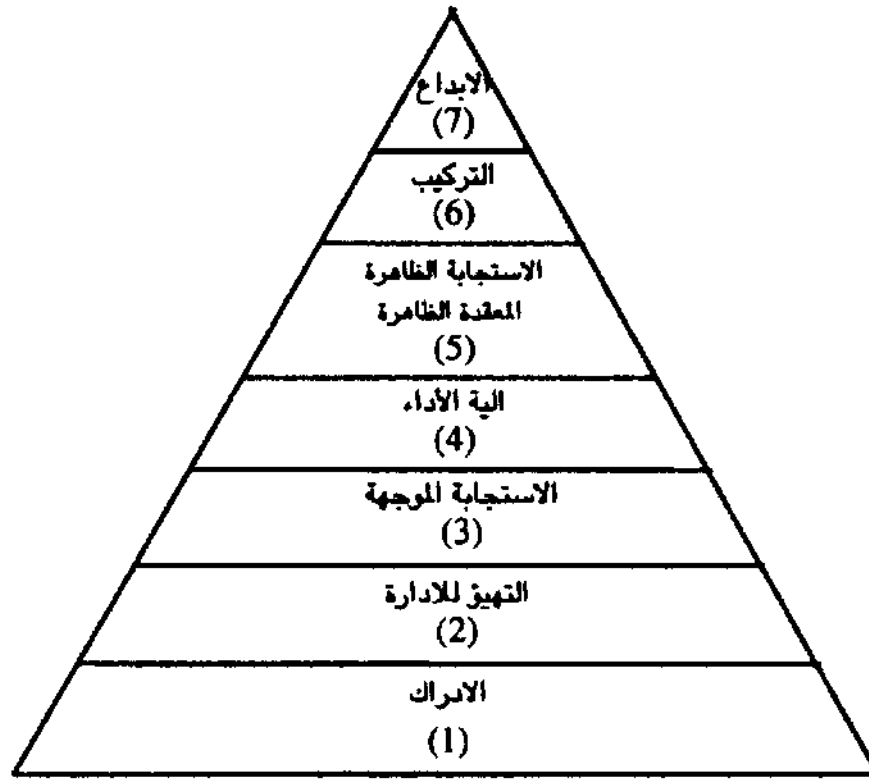 الابداع
(7)
التركيب
(6)
الاستجابة الظاهرة
المعقدة الظاهرة
(5)
الية الأداء
(4)
الاستجابة الموجهة
(3)
التهيؤ للادارة
(2)
الادراك
(1)